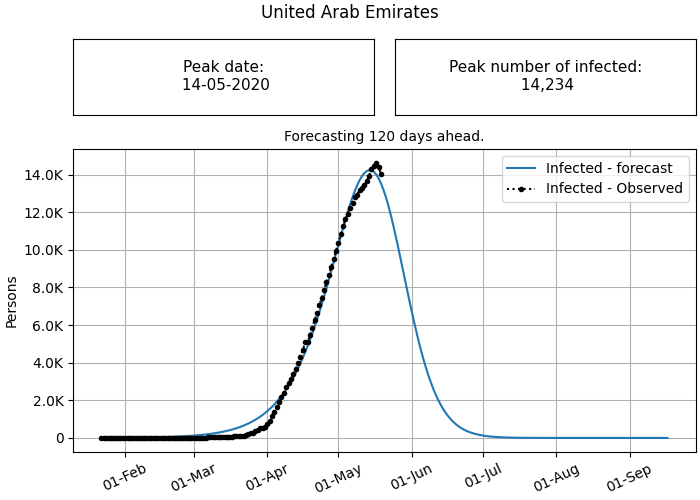 United Arab Emirates
Peak date:
14-05-2020
Peak number of infected:
14,234
Forecasting 120 days ahead.
Infected - forecast
Infected - Observed
Persons
14.0K
12.0K
10.0K
8.0K
6.0K
4.0K
2.0K
0
01-Feb
01-Mar
01-Apr
01-May
01-Jun
01-Jul
01-Aug
01-Sep